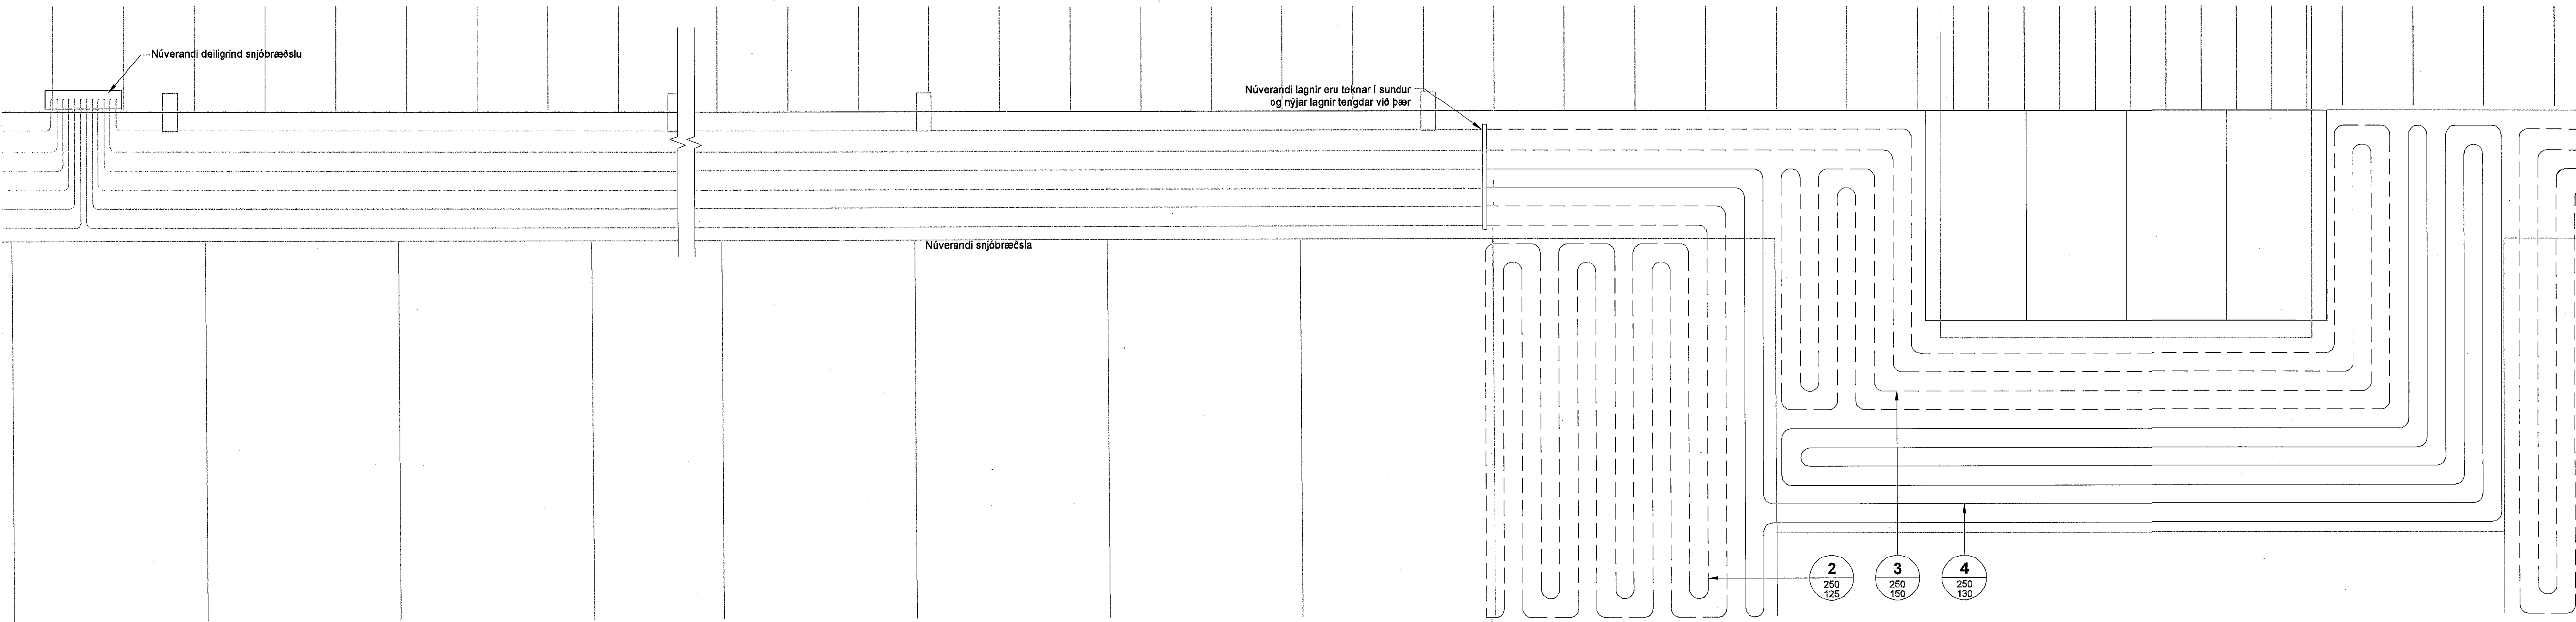 Núverandi deiligrind snjóbræðslu
Núverandi lagnir eru teknar í sundur
og nýjar lagnir tengdar við þær
Núverandi snjóbræðsla
2
250
125
3
250
150
4
250
130